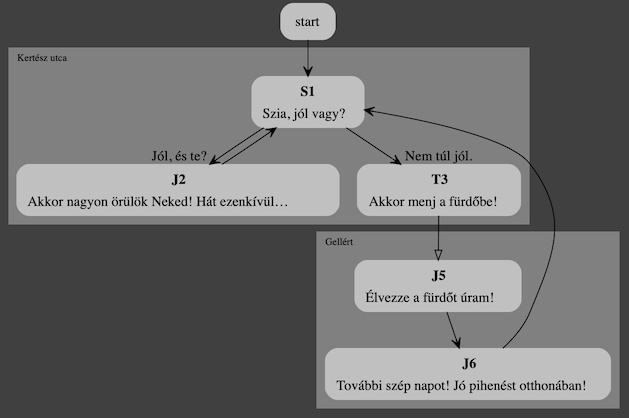 start
Kertész utca
S1
Szia, jól vagy?
Jól, és te?
Nem túl jól.
J2
Akkor nagyon örülök Neked! Hát ezenkívül…
T3
Akkor menj a fürdőbe!
Gellért
J5
Élvezze a fürdőt úram!
J6
További szép napot! Jó pihenést otthonában!